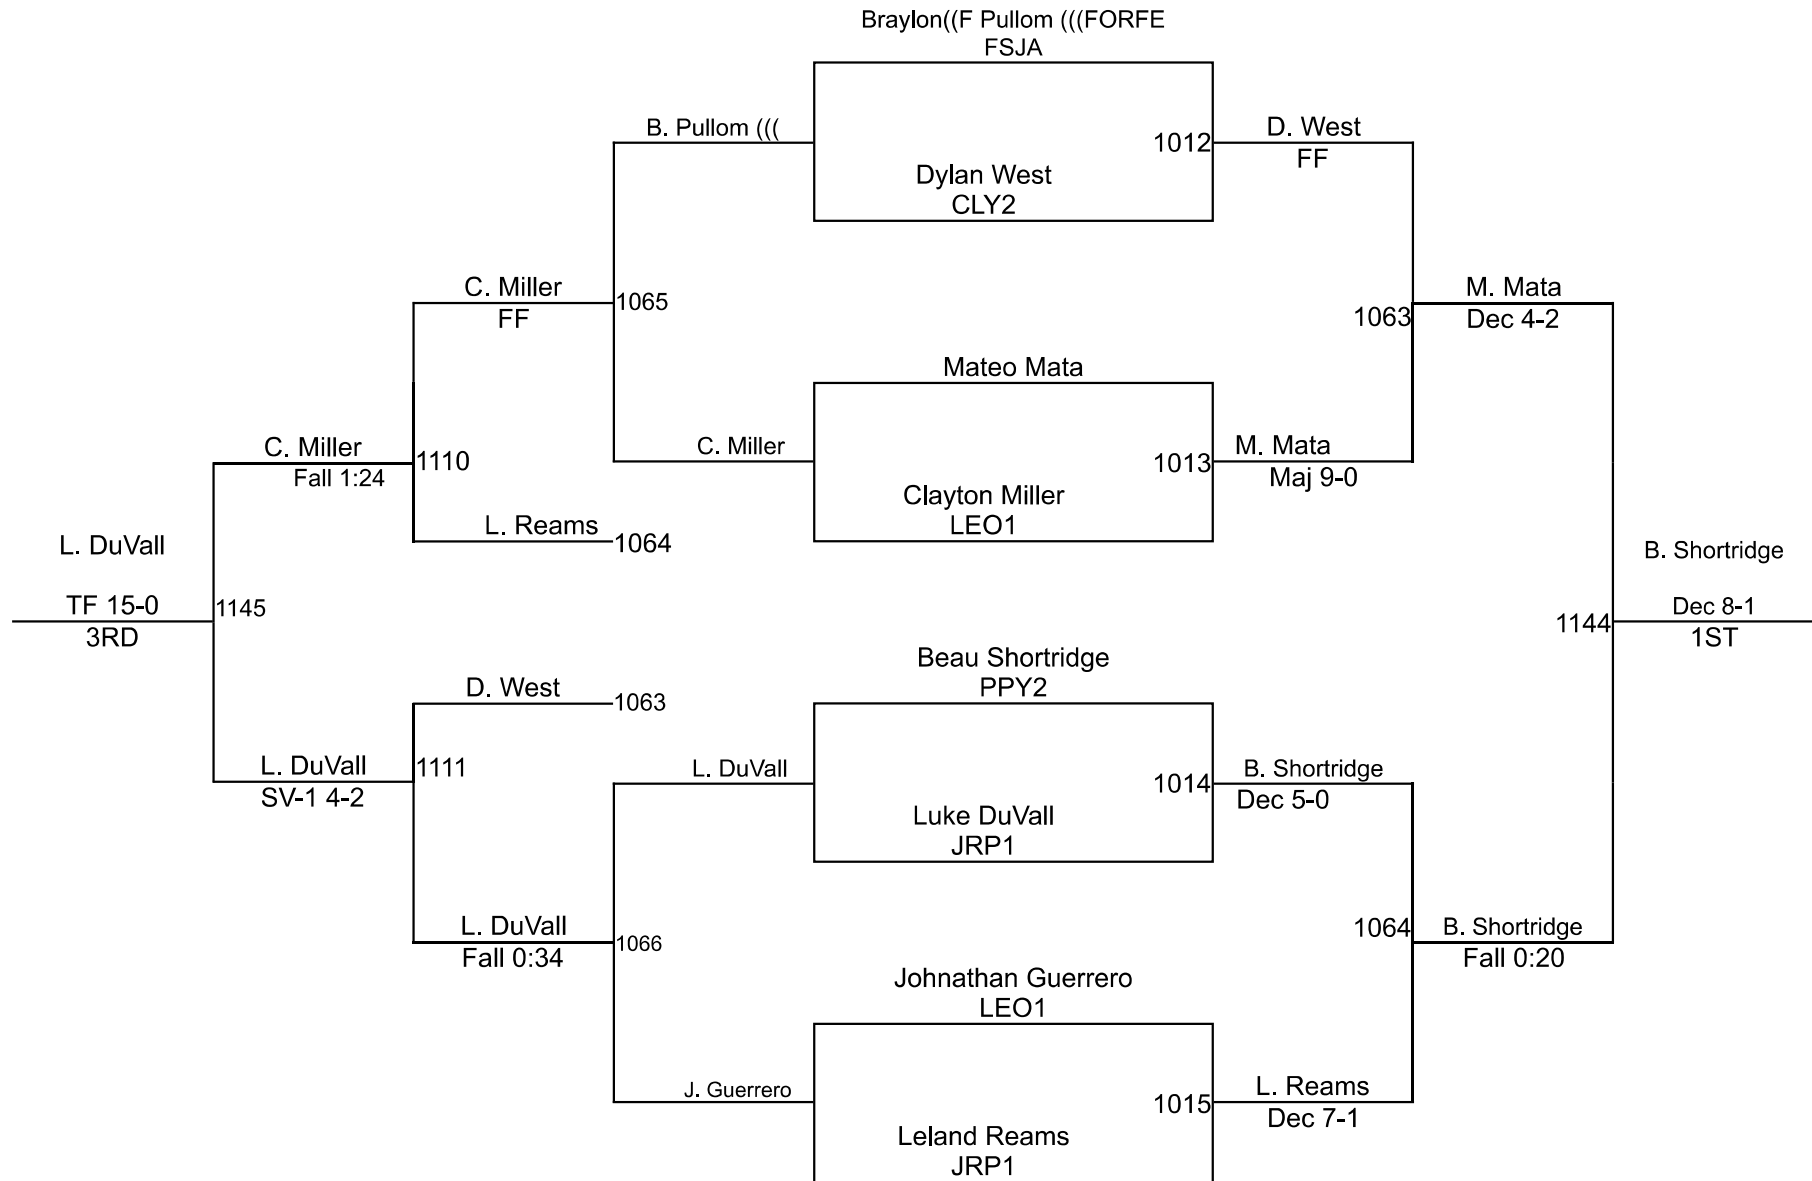 Braylon((F Pullom (((FORFE
FSJA
B. Pullom (((
1012
D. West
FF
Dylan West
CLY2
C. Miller
FF
1065
1063
M. Mata
Dec 4-2
Mateo Mata
C. Miller
Fall 1:24
1110
C. Miller
1013
M. Mata
Maj 9-0
Clayton Miller
LEO1
L. Reams
1064
L. DuVall
TF 15-0
3RD
1145
B. Shortridge
Dec 8-1
1ST
1144
Beau Shortridge
PPY2
D. West
1063
L. DuVall
SV-1 4-2
1111
L. DuVall
1014
B. Shortridge
Dec 5-0
Luke DuVall
JRP1
L. DuVall
Fall 0:34
1066
1064
B. Shortridge
Fall 0:20
Johnathan Guerrero
LEO1
J. Guerrero
1015
L. Reams
Dec 7-1
Leland Reams
JRP1